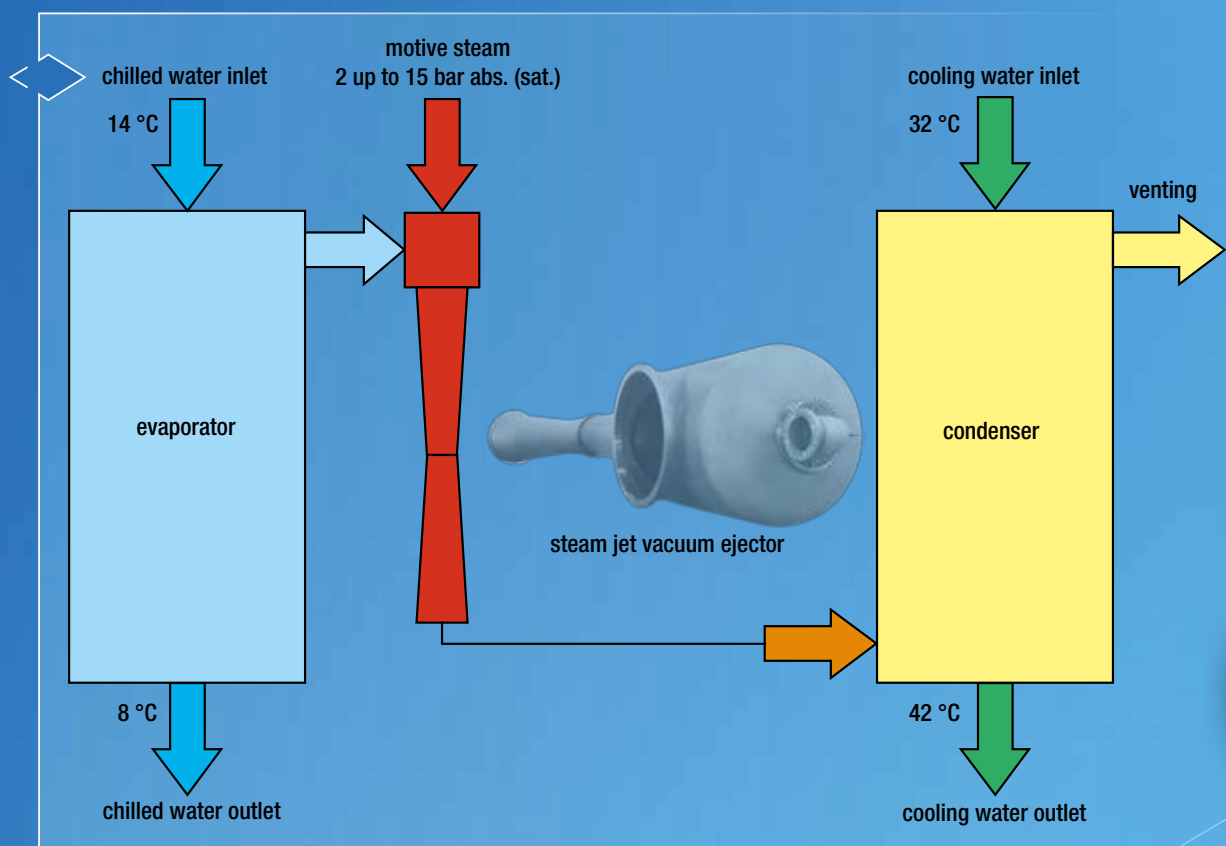 chilled water inlet
14 °C
motive steam
2 up to 15 bar abs. (sat.)
cooling water inlet
32 °C
venting
evaporator
steam jet vacuum ejector
condenser
8 °C
chilled water outlet
42 °C
cooling water outlet